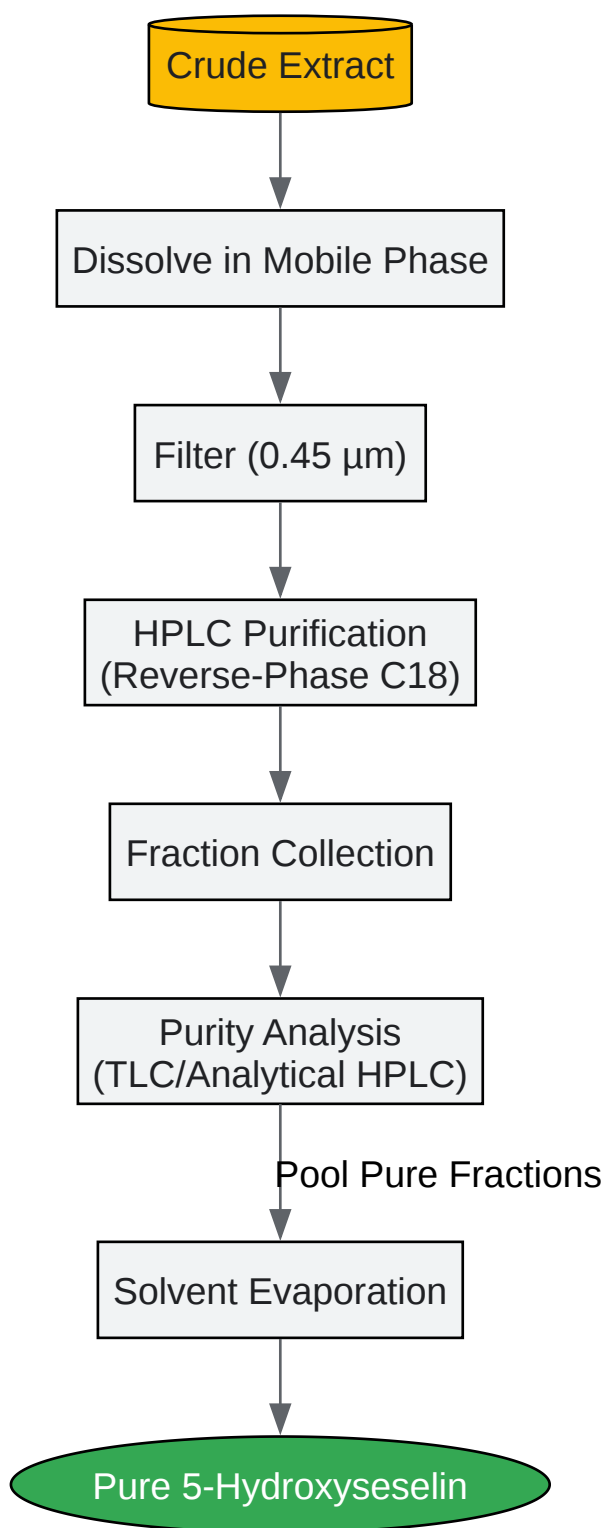 Crude Extract
Dissolve in Mobile Phase
Filter (0.45 µm)
HPLC Purification
(Reverse-Phase C18)
Fraction Collection
Purity Analysis
(TLC/Analytical HPLC)
Pool Pure Fractions
Solvent Evaporation
Pure 5-Hydroxyseselin